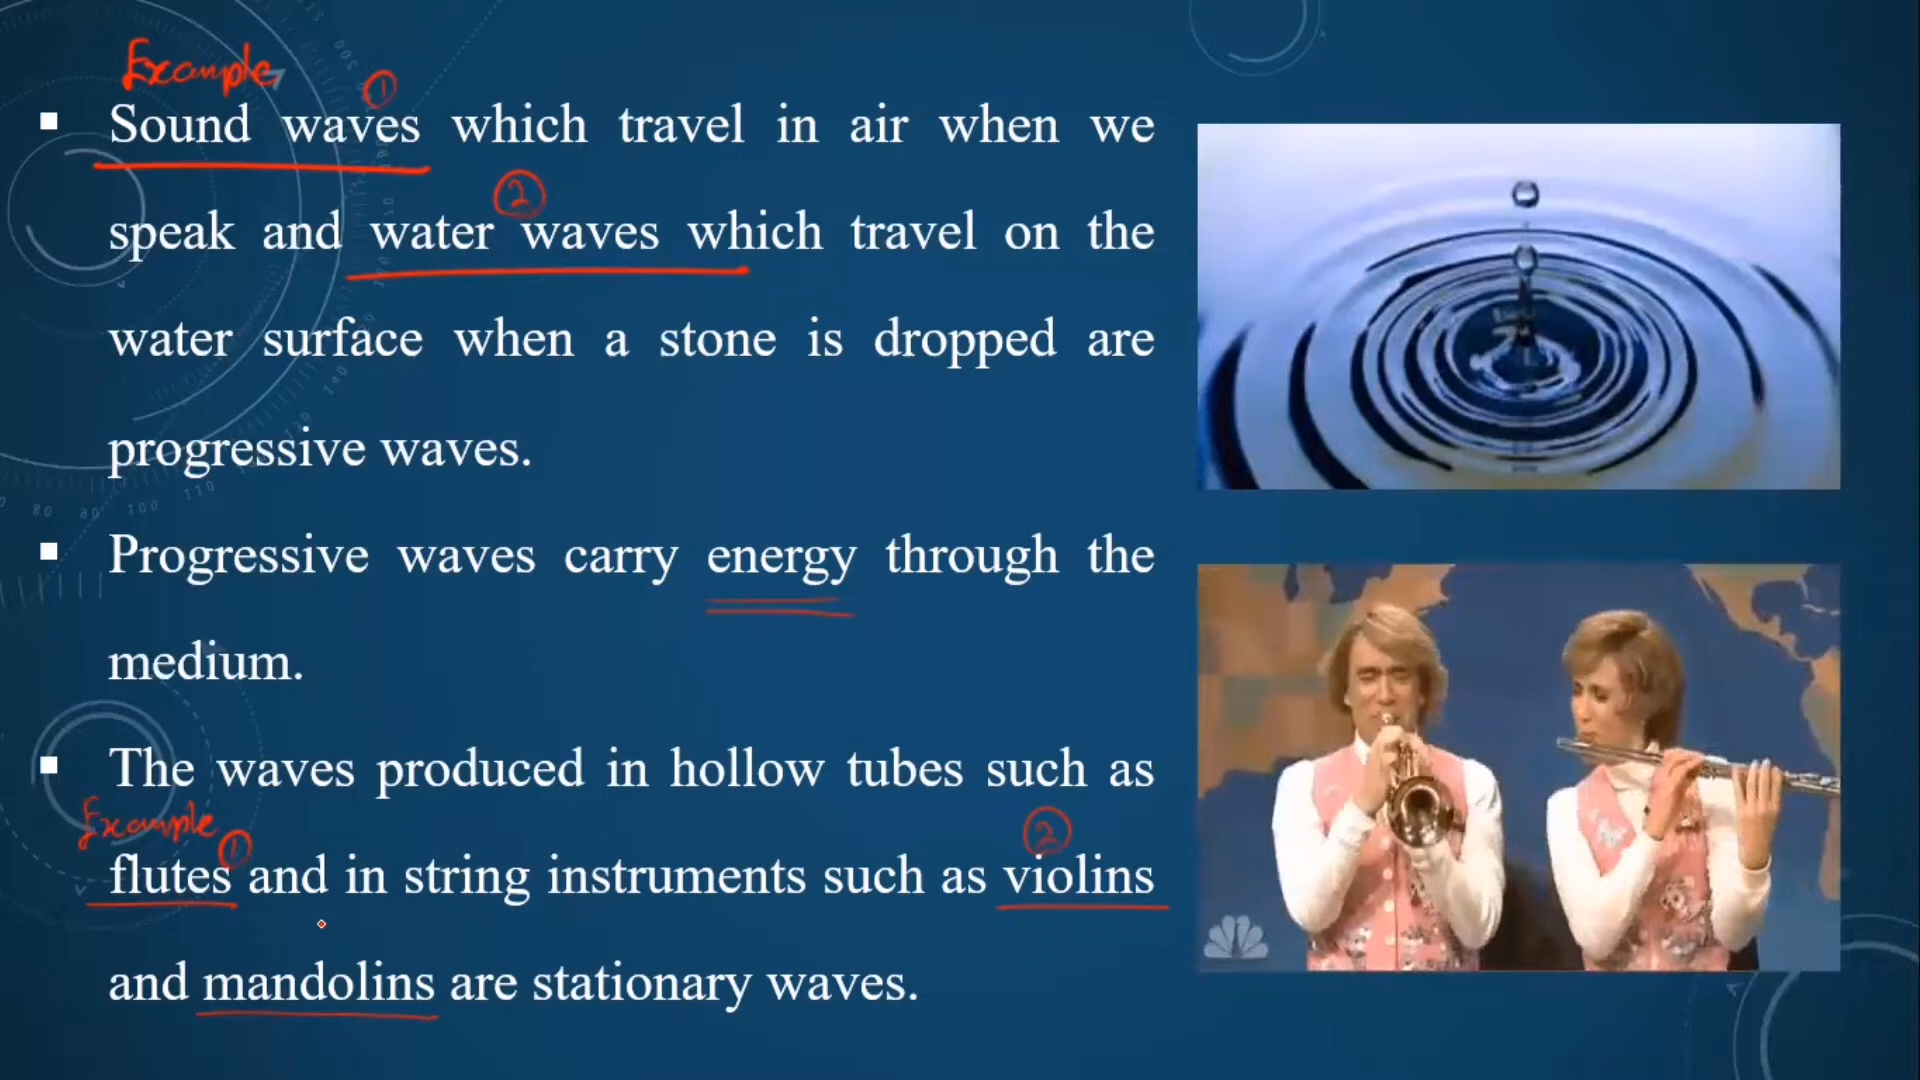 Example
①
▪ Sound waves which travel in air when we
②
speak and water waves which travel on the
water surface when a stone is dropped are
progressive waves.
▪ Progressive waves carry energy through the
medium.
▪ The waves produced in hollow tubes such as
Example ① ②
flutes and in string instruments such as violins
and mandolins are stationary waves.